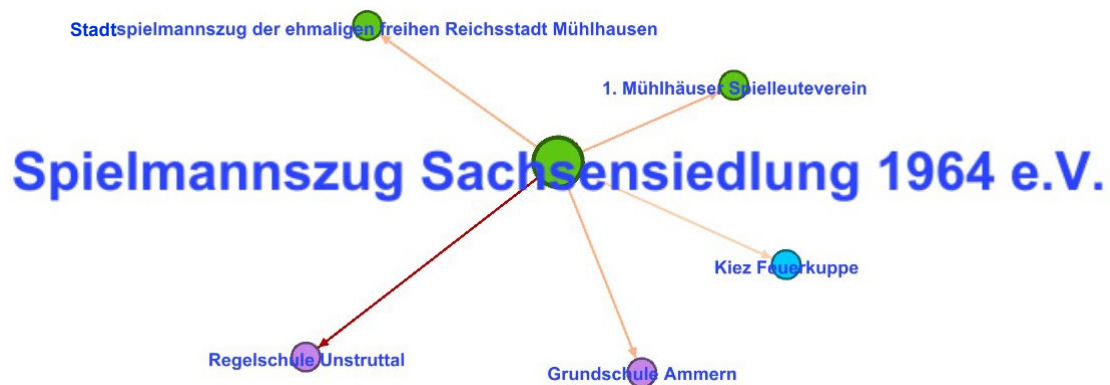 Stadtspielmannszug der ehmaligen freihen Reichsstadt Mühlhausen
1. Mühlhäuser Spielleuteverein
Spielmannszug Sachsensiedlung 1964 e.V.
Kiez Feuerkuppe
Regelschule Unstruttal
Grundschule Ammern